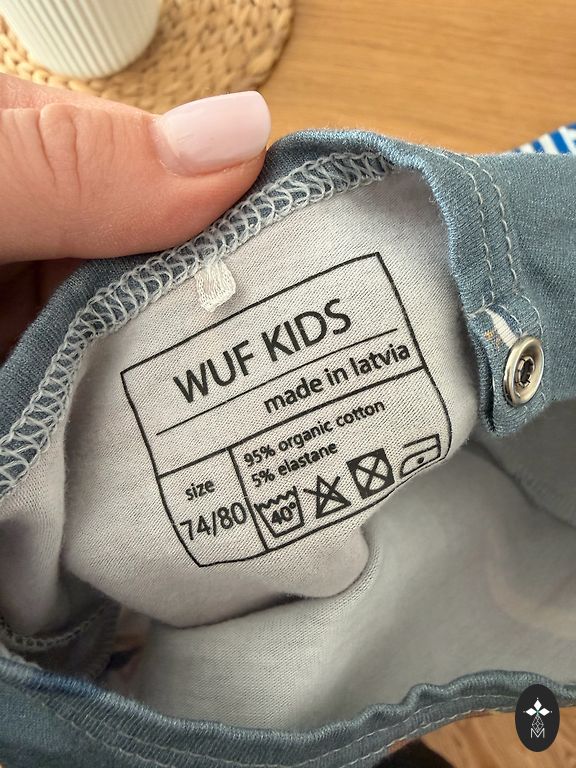 WUF KIDS
made in latvia
size
74/80
95% organic cotton
5% elastane
40°